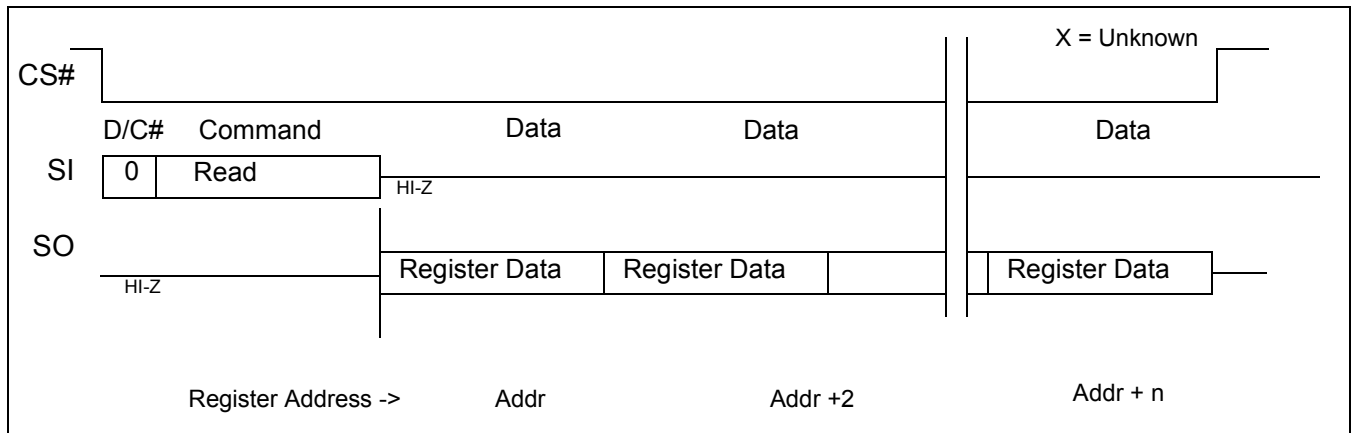 X = Unknown
CS#
D/C# Command Data Data Data
SI 0 Read
HI-Z
SO
Register Data Register Data Register Data
HI-Z
Register Address -> Addr Addr +2 Addr + n